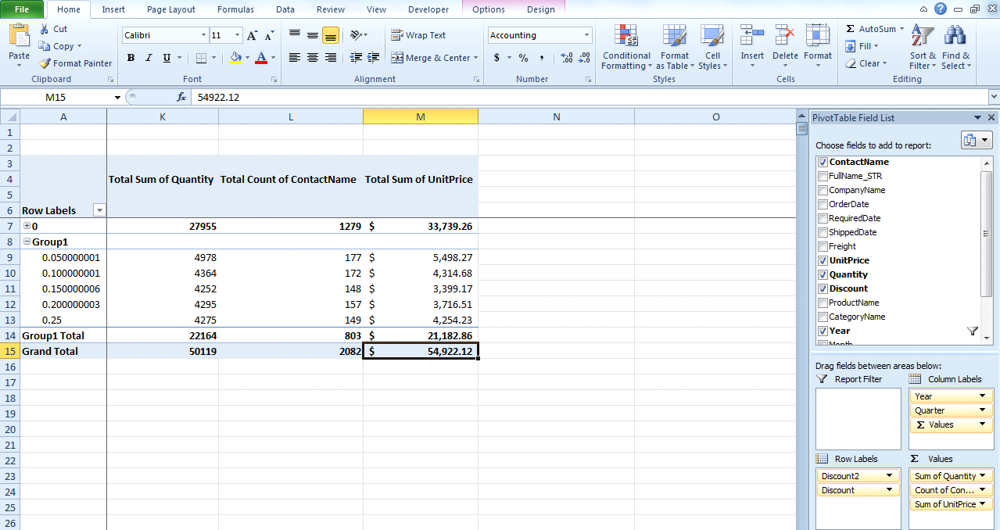 File Home Insert Page Layout Formulas Data Review View Developer Options Design
Cut
Copy
Format Painter
Paste
Clipboard
Calibri 11 A A
B I U A
Font
Wrap Text
Merge & Center
Alignment
Accounting
$ % , .00 .00
Number
Conditional Formatting
Format as Table
Cell Styles
Styles
Insert Delete Format
Cells
Σ AutoSum
Fill
Clear
Sort & Filter
Find & Select
Editing
M15 fx 54922.12
A K L M N O
1
2
3
4 Total Sum of Quantity Total Count of ContactName Total Sum of UnitPrice
5
6 Row Labels
7 0 27955 1279 $ 33,739.26
8 Group1
9 0.050000001 4978 177 $ 5,498.27
10 0.100000001 4364 172 $ 4,314.68
11 0.150000006 4252 148 $ 3,399.17
12 0.200000003 4295 157 $ 3,716.51
13 0.25 4275 149 $ 4,254.23
14 Group1 Total 22164 803 $ 21,182.86
15 Grand Total 50119 2082 $ 54,922.12
16
17
18
19
20
21
22
23
24
25
26
PivotTable Field List
Choose fields to add to report:
ContactName
FullName_STR
CompanyName
OrderDate
RequiredDate
ShippedDate
Freight
UnitPrice
Quantity
Discount
ProductName
CategoryName
Year
Month
Drag fields between areas below:
Report Filter
Column Labels
Year
Quarter
Σ Values
Row Labels
Discount2
Discount
Σ Values
Sum of Quantity
Count of Con...
Sum of UnitPrice